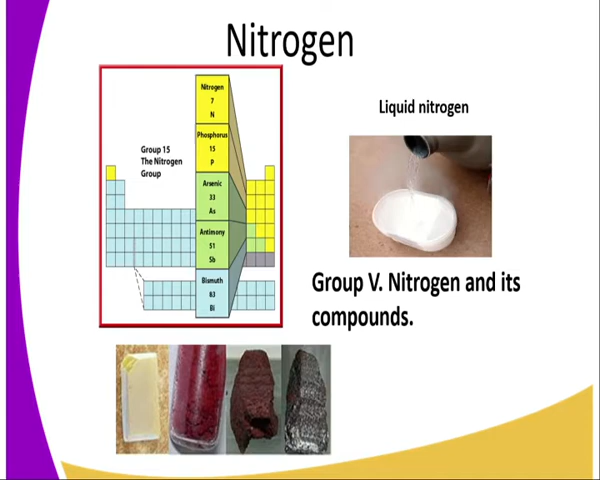 Nitrogen
Nitrogen
7
N
Phosphorus
15
P
Group 15
The Nitrogen
Group
Arsenic
33
As
Antimony
51
Sb
Bismuth
83
Bi
Liquid nitrogen
Group V. Nitrogen and its
compounds.